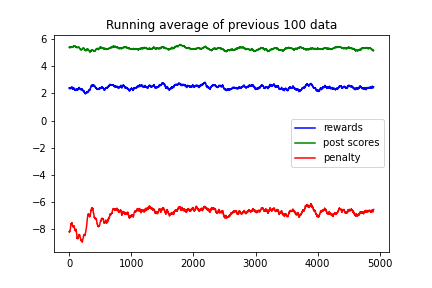 Running average of previous 100 data
6
4
2
0
−2
−4
−6
−8
rewards
post scores
penalty
0 1000 2000 3000 4000 5000